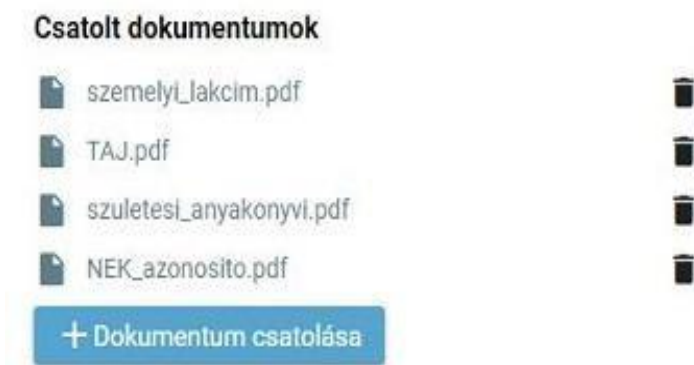 Csatolt dokumentumok
szemelyi_lakcim.pdf
TAJ.pdf
szuletesi_anyakonyvi.pdf
NEK_azonosito.pdf
+ Dokumentum csatolása